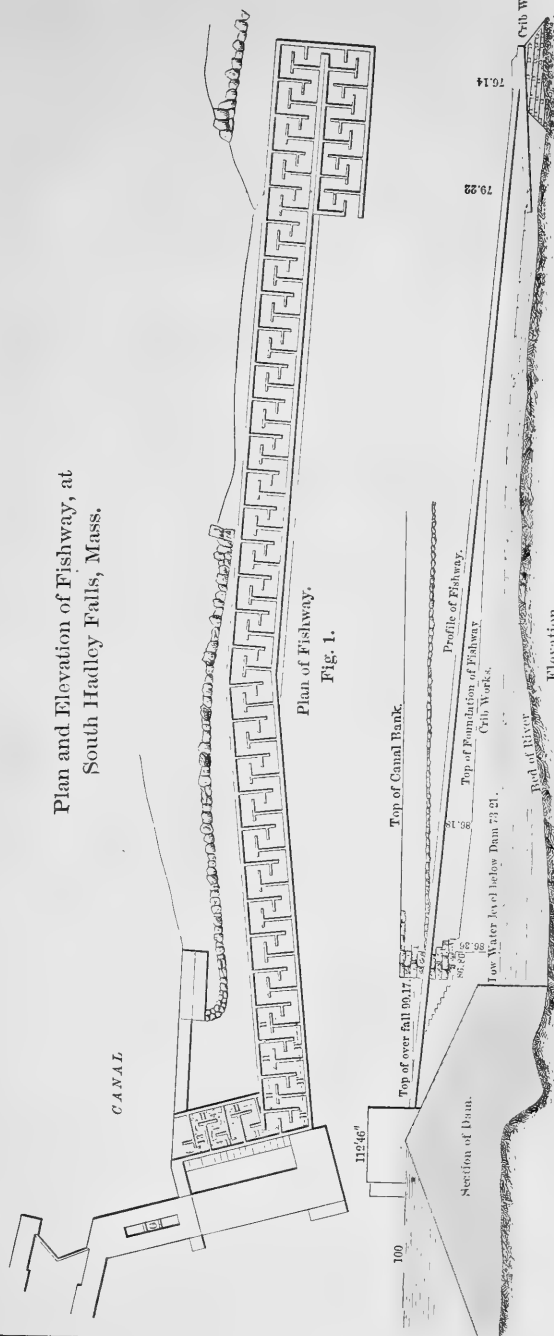 Plan and Elevation of Fishway, at
South Hadley Falls, Mass.
CANAL
Plan of Fishway.
Fig. 1.
Top of Canal Bank.
112'46"
100
Top of over fall 99.17.
Profile of Fishway.
Top of Foundation of Fishway
Crib Works.
86.18
79.22
76.14
Crib W
Section of Dam.
Low Water level below Dam 73 21.
Bed of River
Elevation